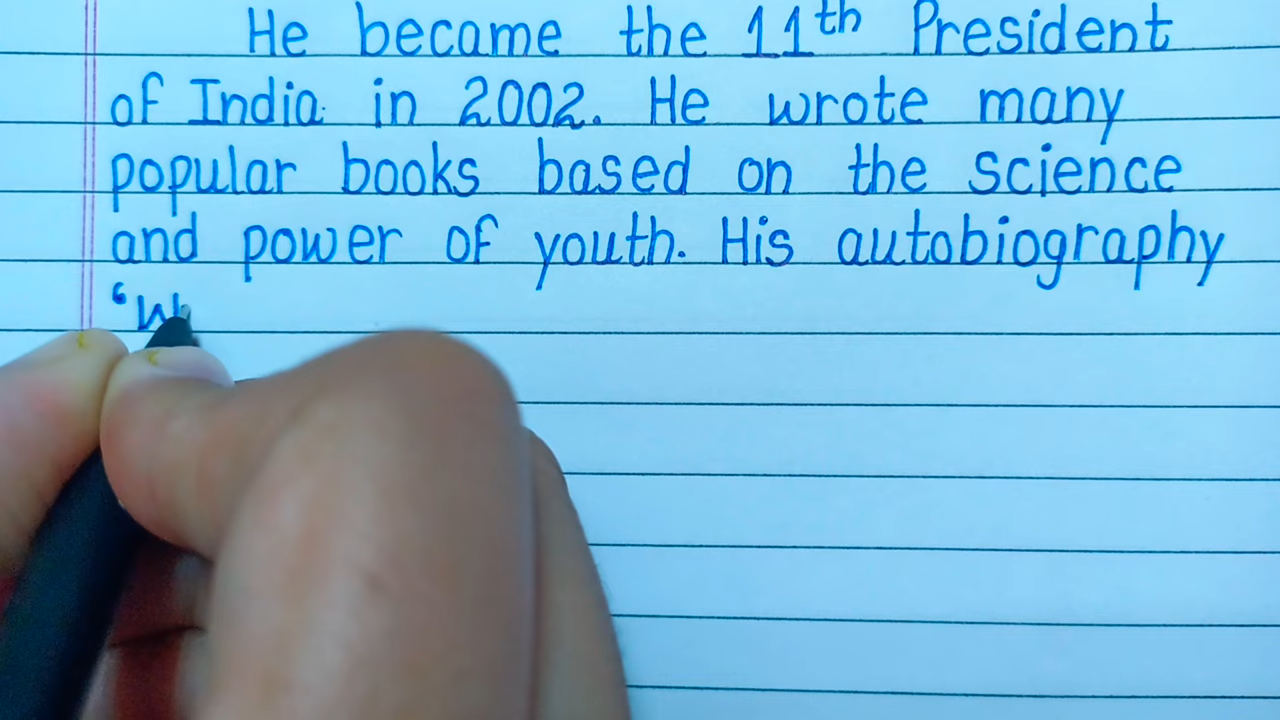 He became the 11th President
of India in 2002. He wrote many
popular books based on the science
and power of youth. His autobiography